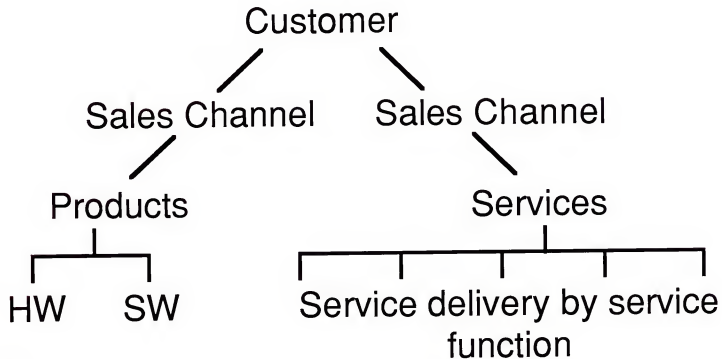 Customer
Sales Channel Sales Channel
Products Services
HW SW Service delivery by service
function